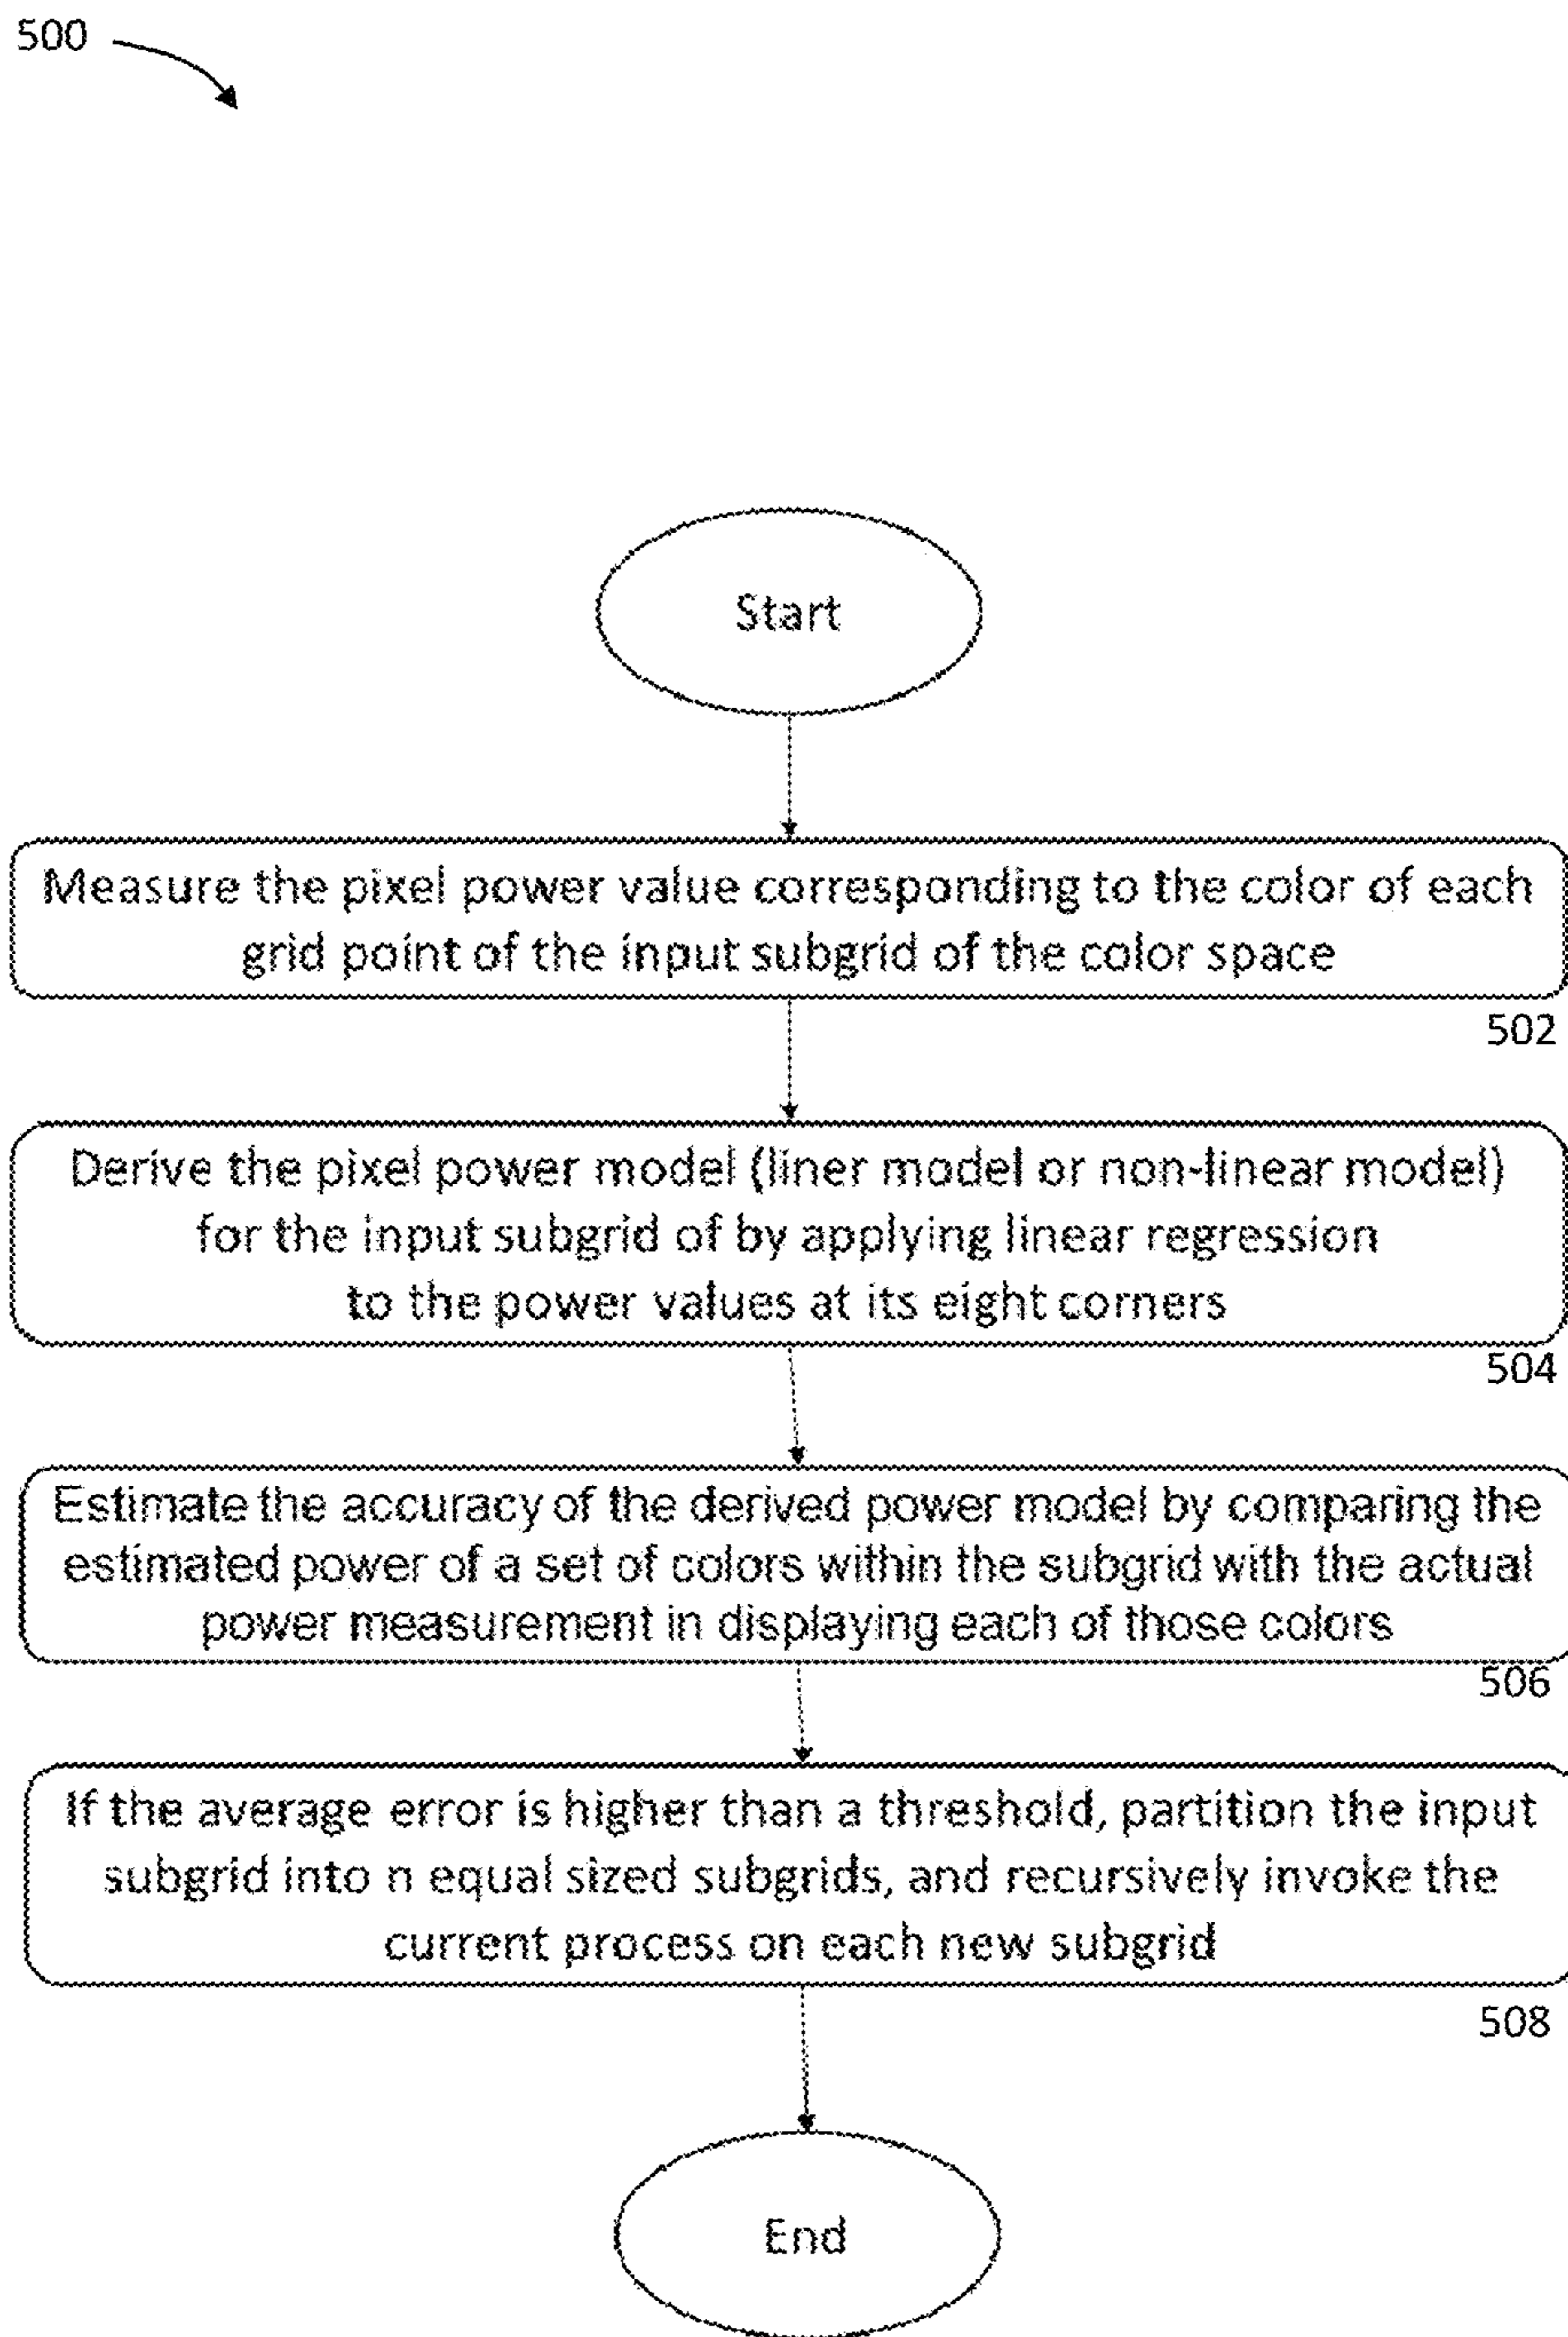 500
Start
Measure the pixel power value corresponding to the color of each
grid point of the input subgrid of the color space
502
Derive the pixel power model (liner model or non-linear model)
for the input subgrid of by applying linear regression
to the power values at its eight corners
504
Estimate the accuracy of the derived power model by comparing the
estimated power of a set of colors within the subgrid with the actual
power measurement in displaying each of those colors
506
If the average error is higher than a threshold, partition the input
subgrid into n equal sized subgrids, and recursively invoke the
current process on each new subgrid
508
End